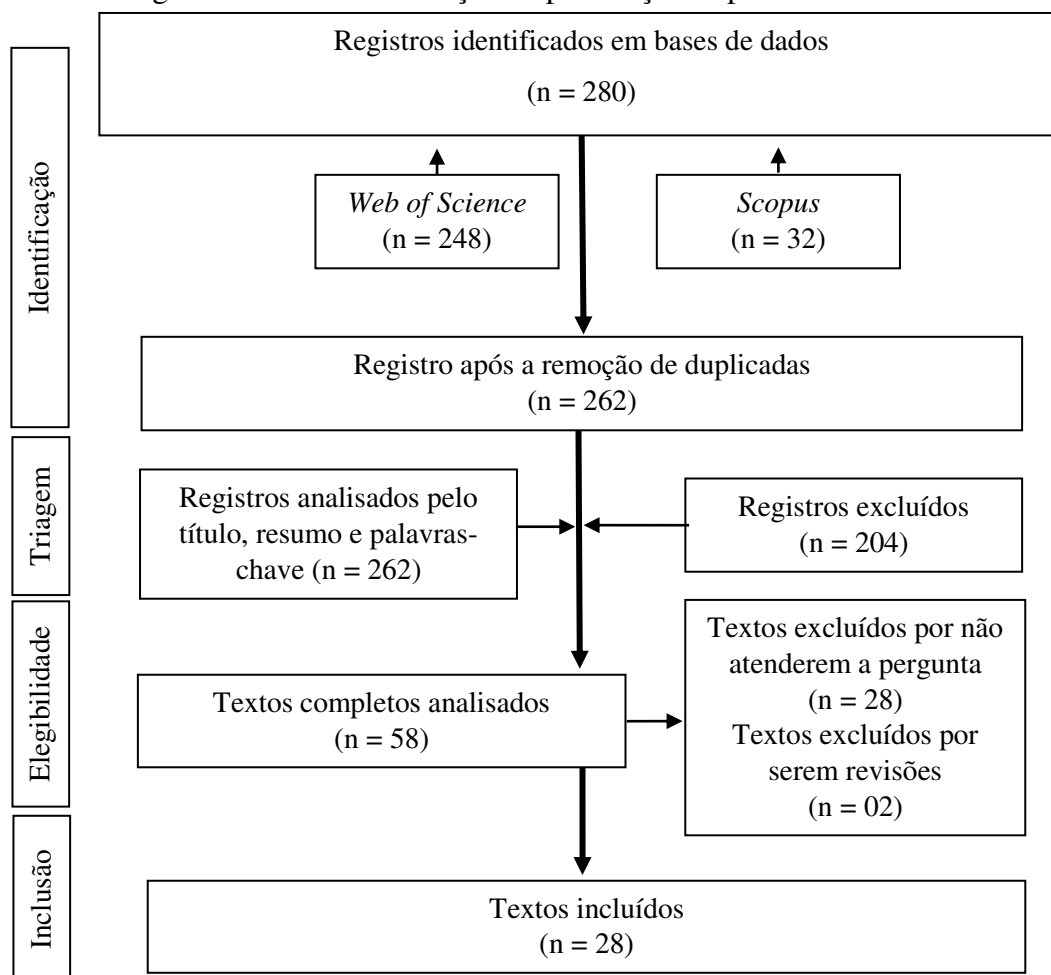 Registros identificados em bases de dados
(n = 280)
Identificação
Web of Science
(n = 248)
Scopus
(n = 32)
Registro após a remoção de duplicadas
(n = 262)
Triagem
Registros analisados pelo
título, resumo e palavras-
chave (n = 262)
Registros excluídos
(n = 204)
Elegibilidade
Textos completos analisados
(n = 58)
Textos excluídos por não
atenderem a pergunta
(n = 28)
Textos excluídos por
serem revisões
(n = 02)
Inclusão
Textos incluídos
(n = 28)